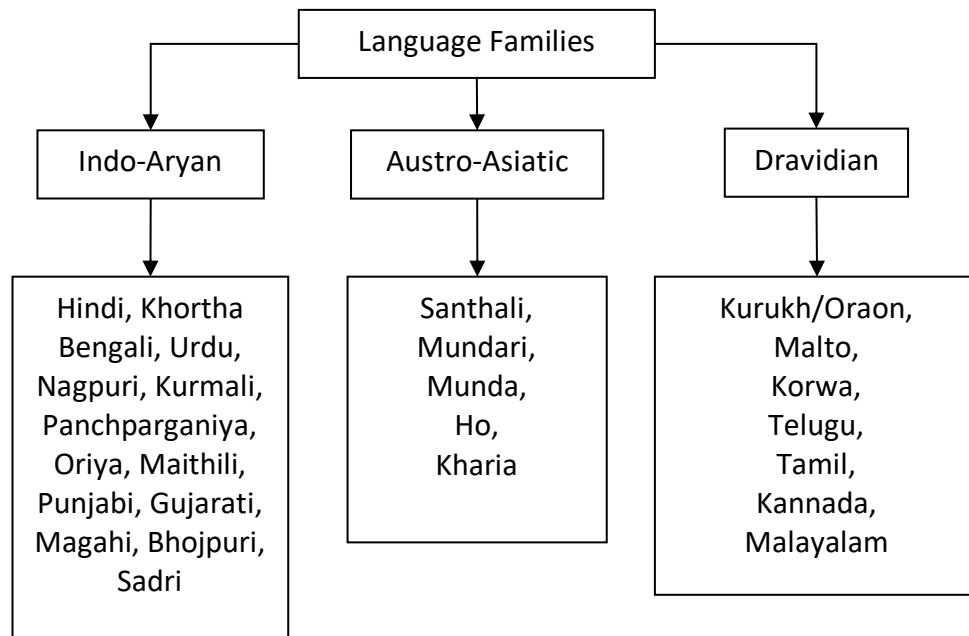 Language Families
Indo-Aryan
Austro-Asiatic
Dravidian
Hindi, Khortha
Bengali, Urdu,
Nagpuri, Kurmali,
Panchparganiya,
Oriya, Maithili,
Punjabi, Gujarati,
Magahi, Bhojpuri,
Sadri
Santhali,
Mundari,
Munda,
Ho,
Kharia
Kurukh/Oraon,
Malto,
Korwa,
Telugu,
Tamil,
Kannada,
Malayalam